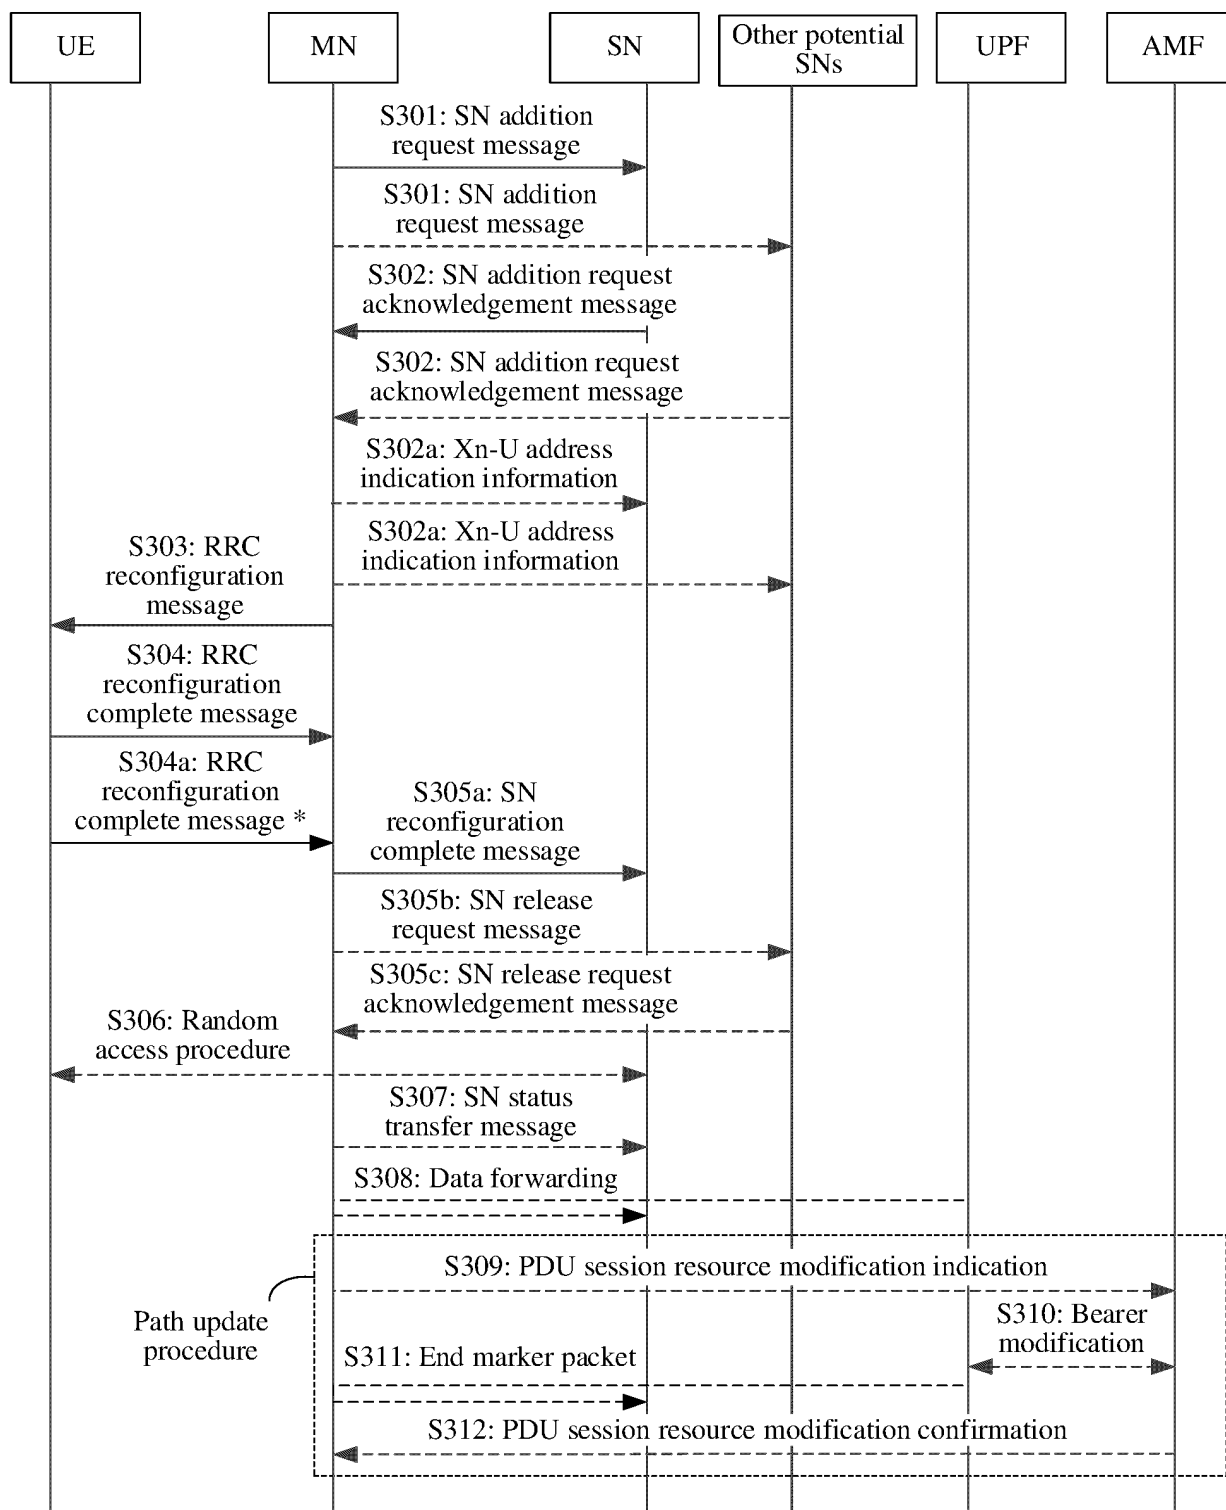 UE
MN
SN
Other potential
SNs
UPF
AMF
S301: SN addition
request message
S301: SN addition
request message
S302: SN addition request
acknowledgement message
S302: SN addition request
acknowledgement message
S302a: Xn-U address
indication information
S302a: Xn-U address
indication information
S303: RRC
reconfiguration
message
S304: RRC
reconfiguration
complete message
S304a: RRC
reconfiguration
complete message *
S305a: SN
reconfiguration
complete message
S305b: SN release
request message
S305c: SN release request
acknowledgement message
S306: Random
access procedure
S307: SN status
transfer message
S308: Data forwarding
S309: PDU session resource modification indication
Path update
procedure
S310: Bearer
modification
S311: End marker packet
S312: PDU session resource modification confirmation